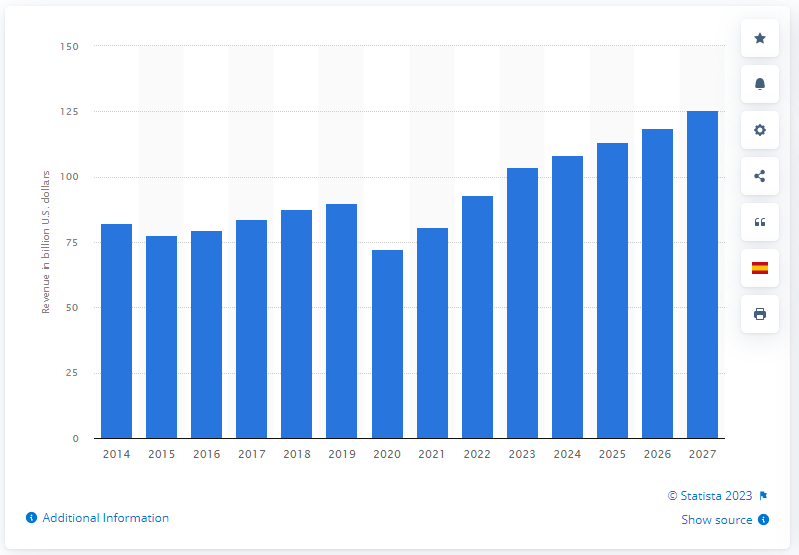 150
125
100
75
50
25
0
Revenue in billion U.S. dollars
2014 2015 2016 2017 2018 2019 2020 2021 2022 2023 2024 2025 2026 2027
© Statista 2023
Additional Information
Show source